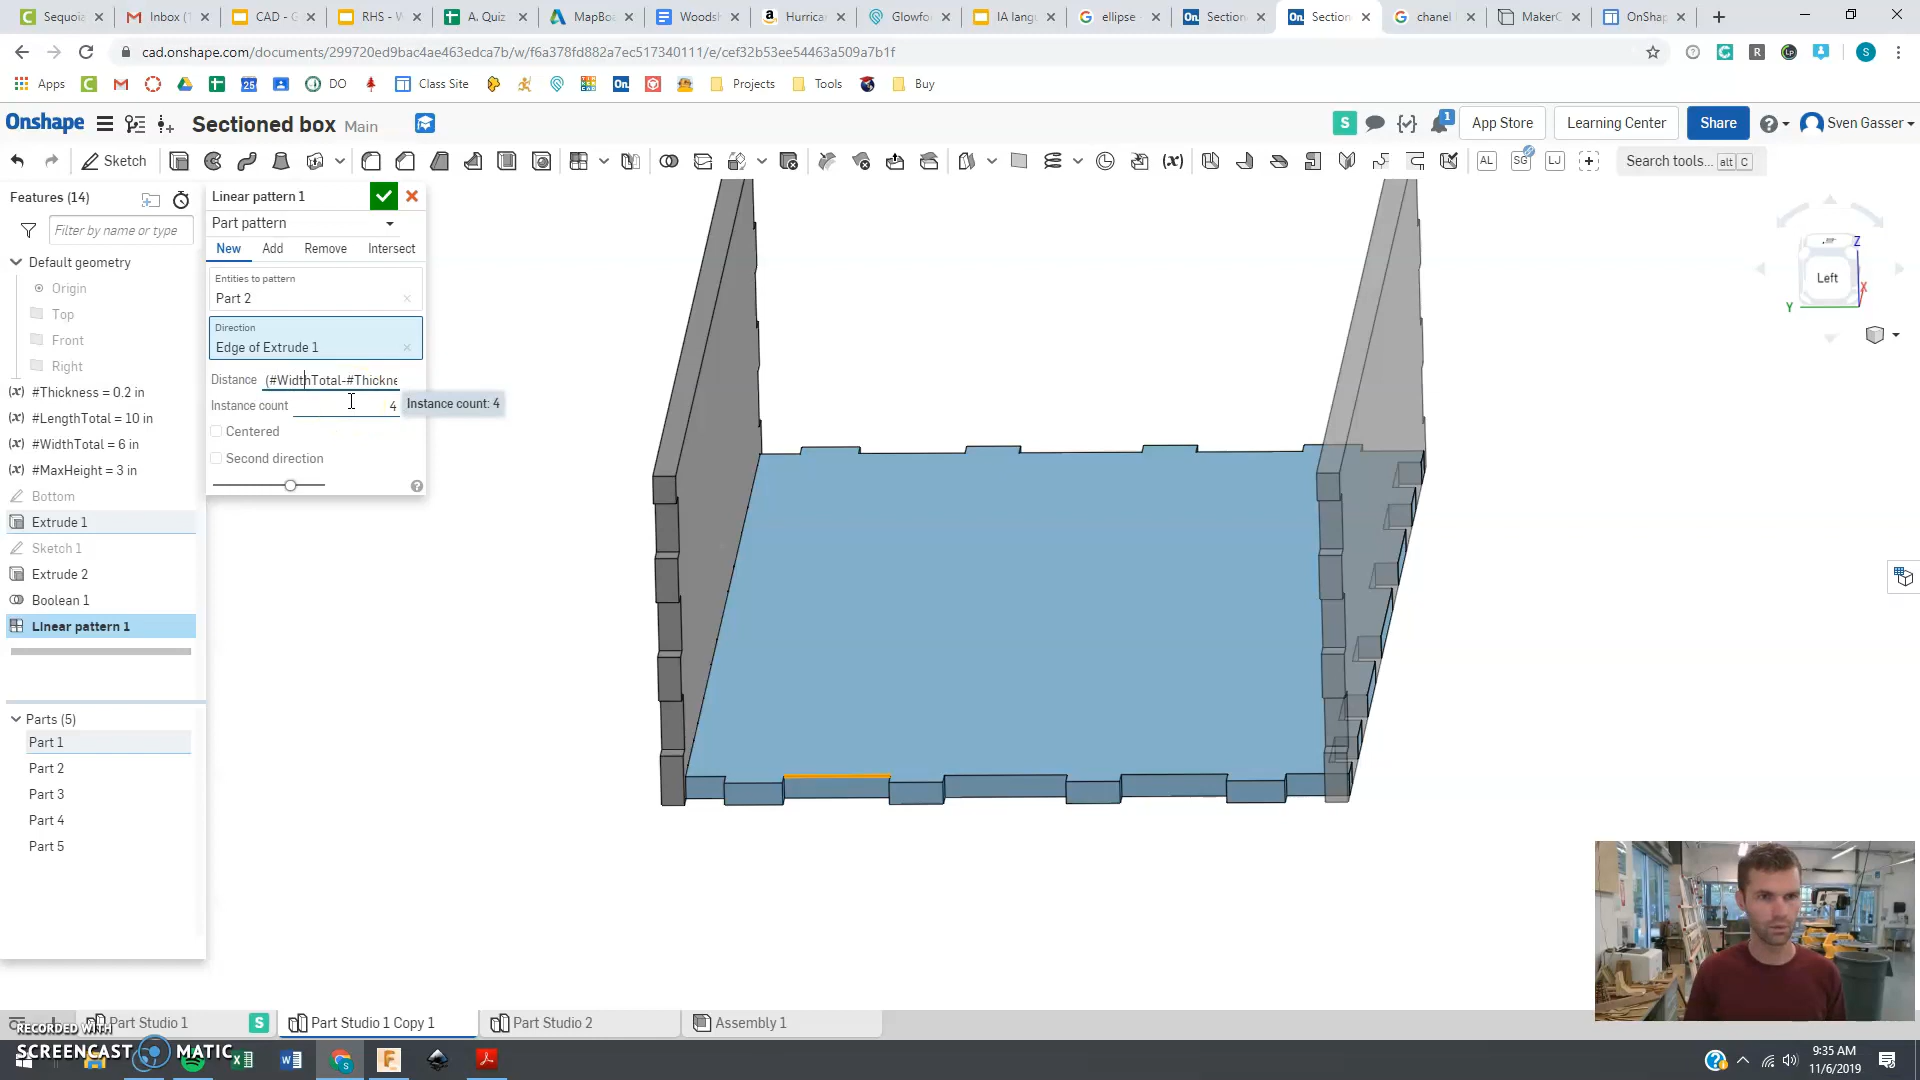 Sequoia
Inbox (1
CAD - G
RHS - W
A. Quiz
MapBoa
Woodsh
Hurrica
Glowfo
IA lang
ellipse -
Section
Section
chanel
MakerC
OnShap
cad.onshape.com/documents/299720ed9bac4ae463edca7b/w/f6a378fd882a7ec517340111/e/cef32b53ee54463a509a7b1f
Apps
DO
Class Site
Projects
Tools
Buy
Onshape
Sectioned box Main
App Store
Learning Center
Share
Sven Gasser
Sketch
AL
SG
LJ
Search tools... alt C
Features (14)
Filter by name or type
Default geometry
Origin
Top
Front
Right
(x) #Thickness = 0.2 in
(x) #LengthTotal = 10 in
(x) #WidthTotal = 6 in
(x) #MaxHeight = 3 in
Bottom
Extrude 1
Sketch 1
Extrude 2
Boolean 1
Linear pattern 1
Parts (5)
Part 1
Part 2
Part 3
Part 4
Part 5
Linear pattern 1
Part pattern
New Add Remove Intersect
Entities to pattern
Part 2
Direction
Edge of Extrude 1
Distance (#WidthTotal-#Thickne
Instance count 4
Instance count: 4
Centered
Second direction
Z
Left
X
Y
Part Studio 1
Part Studio 1 Copy 1
Part Studio 2
Assembly 1
RECORDED WITH
SCREENCAST MATIC
9:35 AM
11/6/2019